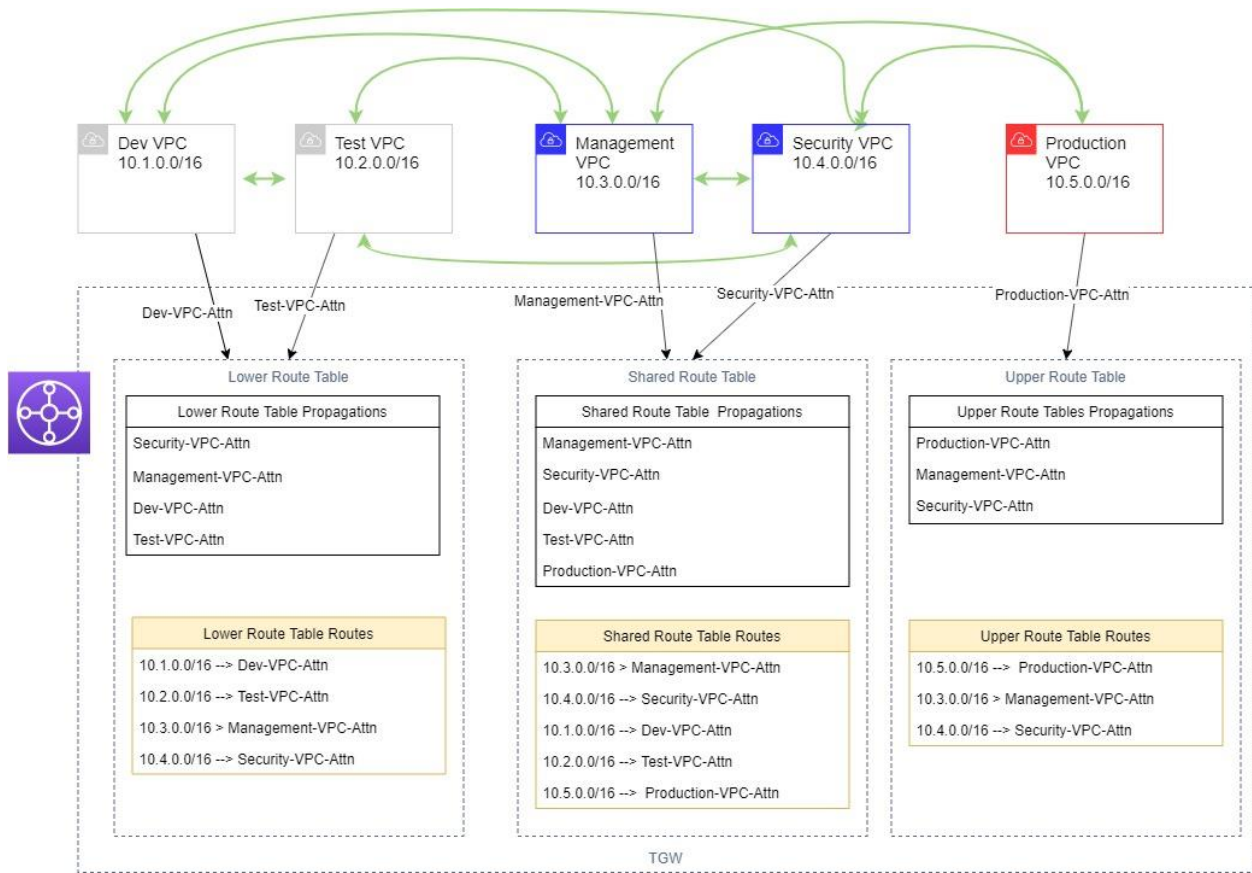 Dev VPC
10.1.0.0/16
Test VPC
10.2.0.0/16
Management
VPC
10.3.0.0/16
Security VPC
10.4.0.0/16
Production
VPC
10.5.0.0/16
Dev-VPC-Attn
Test-VPC-Attn
Management-VPC-Attn
Security-VPC-Attn
Production-VPC-Attn
Lower Route Table
Lower Route Table Propagations
Security-VPC-Attn
Management-VPC-Attn
Dev-VPC-Attn
Test-VPC-Attn
Lower Route Table Routes
10.1.0.0/16 --> Dev-VPC-Attn
10.2.0.0/16 --> Test-VPC-Attn
10.3.0.0/16 > Management-VPC-Attn
10.4.0.0/16 --> Security-VPC-Attn
Shared Route Table
Shared Route Table Propagations
Management-VPC-Attn
Security-VPC-Attn
Dev-VPC-Attn
Test-VPC-Attn
Production-VPC-Attn
Shared Route Table Routes
10.3.0.0/16 > Management-VPC-Attn
10.4.0.0/16 --> Security-VPC-Attn
10.1.0.0/16 --> Dev-VPC-Attn
10.2.0.0/16 --> Test-VPC-Attn
10.5.0.0/16 --> Production-VPC-Attn
Upper Route Table
Upper Route Tables Propagations
Production-VPC-Attn
Management-VPC-Attn
Security-VPC-Attn
Upper Route Table Routes
10.5.0.0/16 --> Production-VPC-Attn
10.3.0.0/16 > Management-VPC-Attn
10.4.0.0/16 --> Security-VPC-Attn
TGW